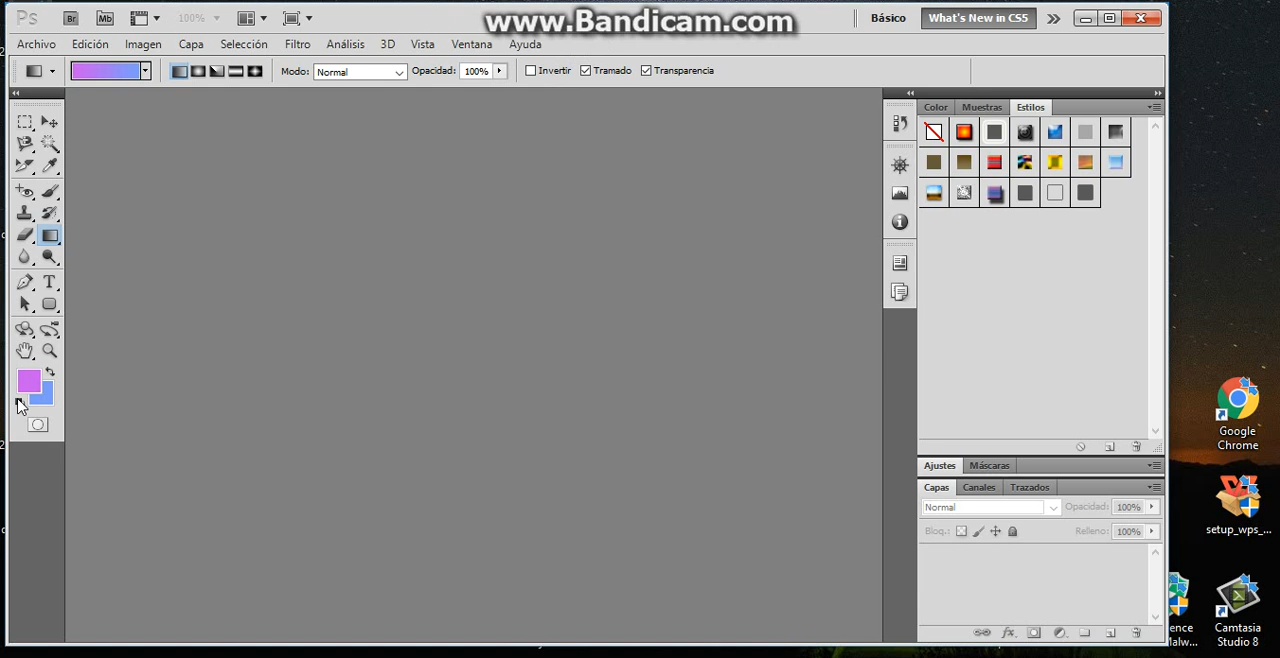 www.Bandicam.com
Ps Br Mb 100% Básico What's New in CS5
Archivo Edición Imagen Capa Selección Filtro Análisis 3D Vista Ventana Ayuda
Modo: Normal Opacidad: 100% Invertir Tramado Transparencia
Color Muestras Estilos
T
Ajustes Máscaras
Capas Canales Trazados
Normal Opacidad: 100%
Bloq.: Relleno: 100%
fx
Google
Chrome
setup_wps_...
ence
Malw...
Camtasia
Studio 8